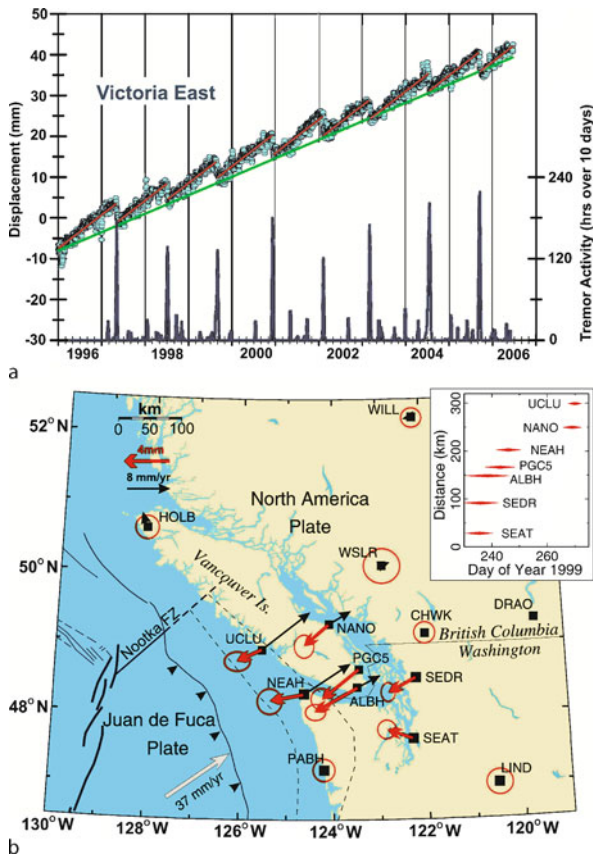 50
40
30
20
10
0
-10
-20
-30
Displacement (mm)
Victoria East
240
120
0
Tremor Activity (hrs over 10 days)
1996
1998
2000
2002
2004
2006
a
km
0 50 100
4mm
8 mm/yr
52°N
50°N
48°N
WILL
HOLB
North America
Plate
WSLR
Vancouver Is.
Nootka FZ
UCLU
NANO
CHWK
DRAO
British Columbia
Washington
PGC5
NEAH
ALBH
SEDR
Juan de Fuca
Plate
SEAT
PABH
LIND
37 mm/yr
130°W
128°W
126°W
124°W
122°W
120°W
Distance (km)
300
200
100
0
UCLU
NANO
NEAH
PGC5
ALBH
SEDR
SEAT
240
270
Day of Year 1999
b